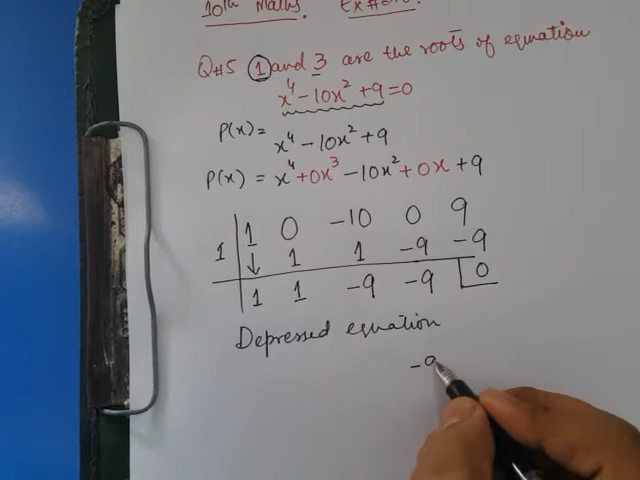 10th Maths. Ex#
Q#5 1 and 3 are the roots of equation
x⁴-10x²+9=0
P(x)= x⁴-10x²+9
P(x) = x⁴+0x³-10x²+0x+9
1 | 1 0 -10 0 9
↓ 1 1 -9 -9
1 1 -9 -9 0
Depressed equation
-9